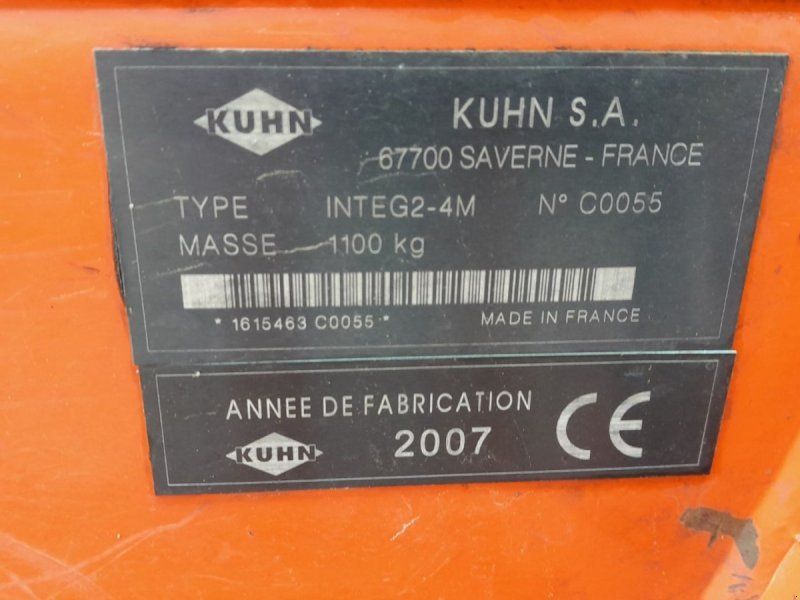 KUHN
KUHN S.A.
67700 SAVERNE - FRANCE
TYPE INTEG2-4M N° C0055
MASSE 1100 kg
* 1615463 C0055 * MADE IN FRANCE
ANNEE DE FABRICATION
KUHN 2007 CE